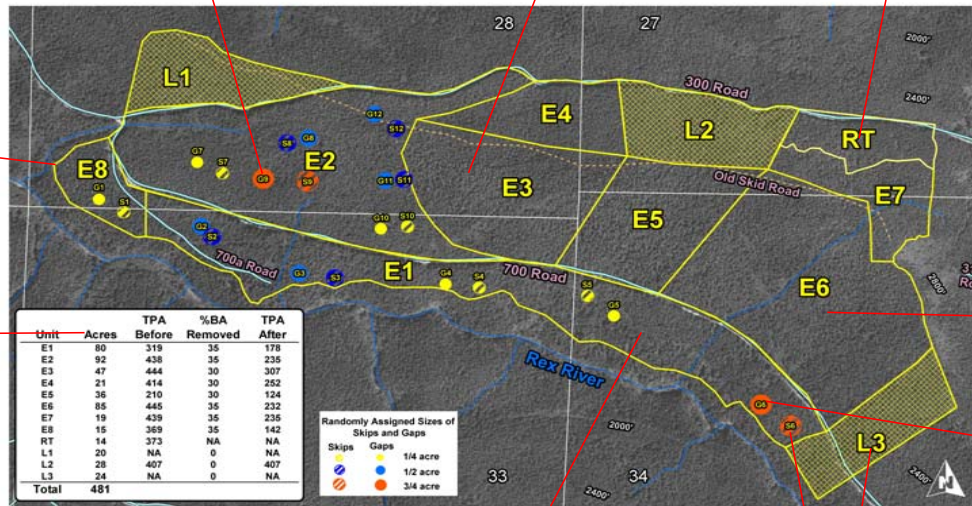 28
27
2000'
2400'
L1
300 Road
G12
S12
E4
L2
RT
S8
G8
E2
G7
S7
G9
S9
G11
S11
E3
Old Skid Road
E7
E8
G1
S1
G10
S10
E5
G2
S2
700a Road
G3
S3
E1
G4
S4
700 Road
S5
G5
E6
2800'
Rex River
G6
S6
L3
2000'
2400'
2400'
33
34
N
Unit Acres TPA Before %BA Removed TPA After
E1 80 319 35 178
E2 92 438 35 235
E3 47 444 30 307
E4 21 414 30 252
E5 36 210 30 124
E6 85 445 35 232
E7 19 439 35 235
E8 15 369 35 142
RT 14 373 NA NA
L1 20 NA 0 NA
L2 28 407 0 407
L3 24 NA 0 NA
Total 481
Randomly Assigned Sizes of
Skips and Gaps
Skips Gaps
1/4 acre
1/2 acre
3/4 acre